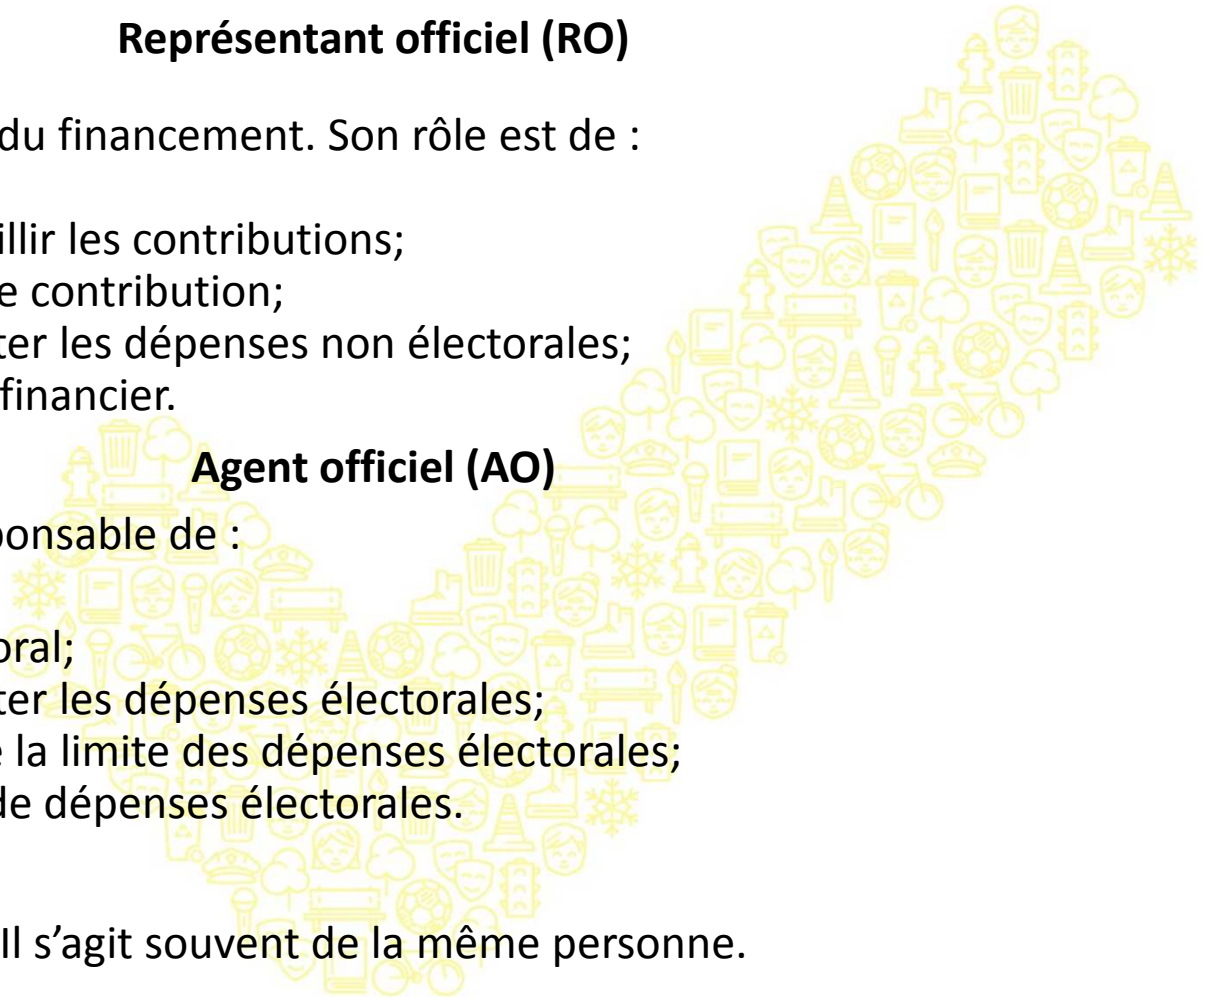 Représentant officiel (RO)
du financement. Son rôle est de :
illir les contributions;
e contribution;
ter les dépenses non électorales;
financier.
Agent officiel (AO)
ponsable de :
oral;
ter les dépenses électorales;
e la limite des dépenses électorales;
de dépenses électorales.
Il s’agit souvent de la même personne.